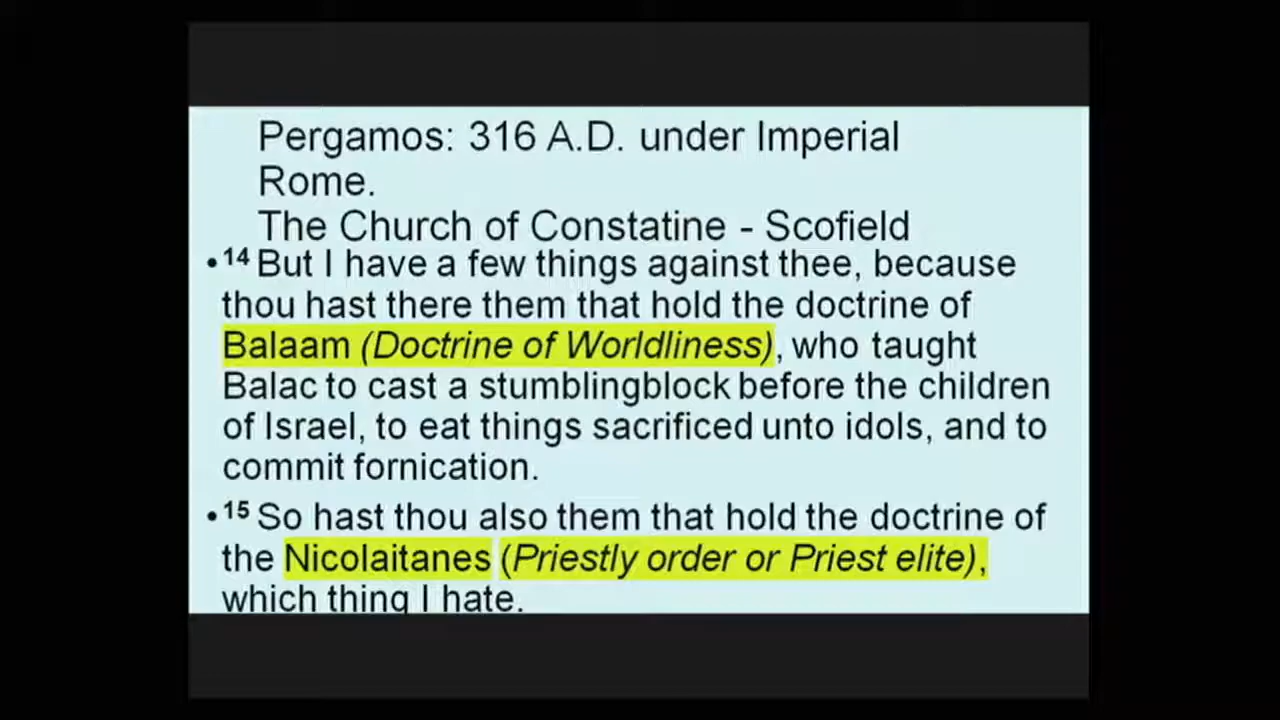 Pergamos: 316 A.D. under Imperial
Rome.
The Church of Constatine - Scofield
•14 But I have a few things against thee, because
thou hast there them that hold the doctrine of
Balaam (Doctrine of Worldliness), who taught
Balac to cast a stumblingblock before the children
of Israel, to eat things sacrificed unto idols, and to
commit fornication.
•15 So hast thou also them that hold the doctrine of
the Nicolaitanes (Priestly order or Priest elite),
which thing I hate.